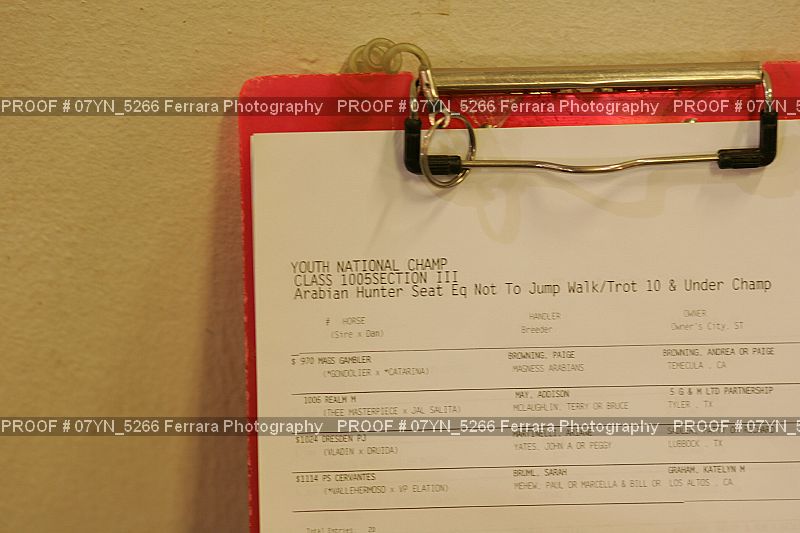 PROOF # 07YN_5266 Ferrara Photography PROOF # 07YN_5266 Ferrara Photography PROOF # 07YN_5
YOUTH NATIONAL CHAMP
CLASS 1005SECTION III
Arabian Hunter Seat Eq Not To Jump Walk/Trot 10 & Under Champ
# HORSE HANDLER OWNER
(Sire x Dam) Breeder Owner's City, ST
$ 970 MAGS GAMBLER BROWNING, PAIGE BROWNING, ANDREA OR PAIGE
(*GONDOLIER x *CATARINA) MAGNESS ARABIANS TEMECULA , CA
1006 REALM M MAY, ADDISON S G & M LTD PARTNERSHIP
(THEE MASTERPIECE x JAL SALITA) MCLAUGHLIN, TERRY OR BRUCE TYLER , TX
PROOF # 07YN_5266 Ferrara Photography PROOF # 07YN_5266 Ferrara Photography PROOF # 07YN_5
$1024 DRESDEN PJ
(VLADIN x DRUIDA) YATES, JOHN A OR PEGGY LUBBOCK , TX
$1114 PS CERVANTES BRUML, SARAH GRAHAM, KATELYN M
(*VALLEHERMOSO x VP ELATION) MEHEW, PAUL OR MARCELLA & BILL OR LOS ALTOS , CA
Total Entries: 20